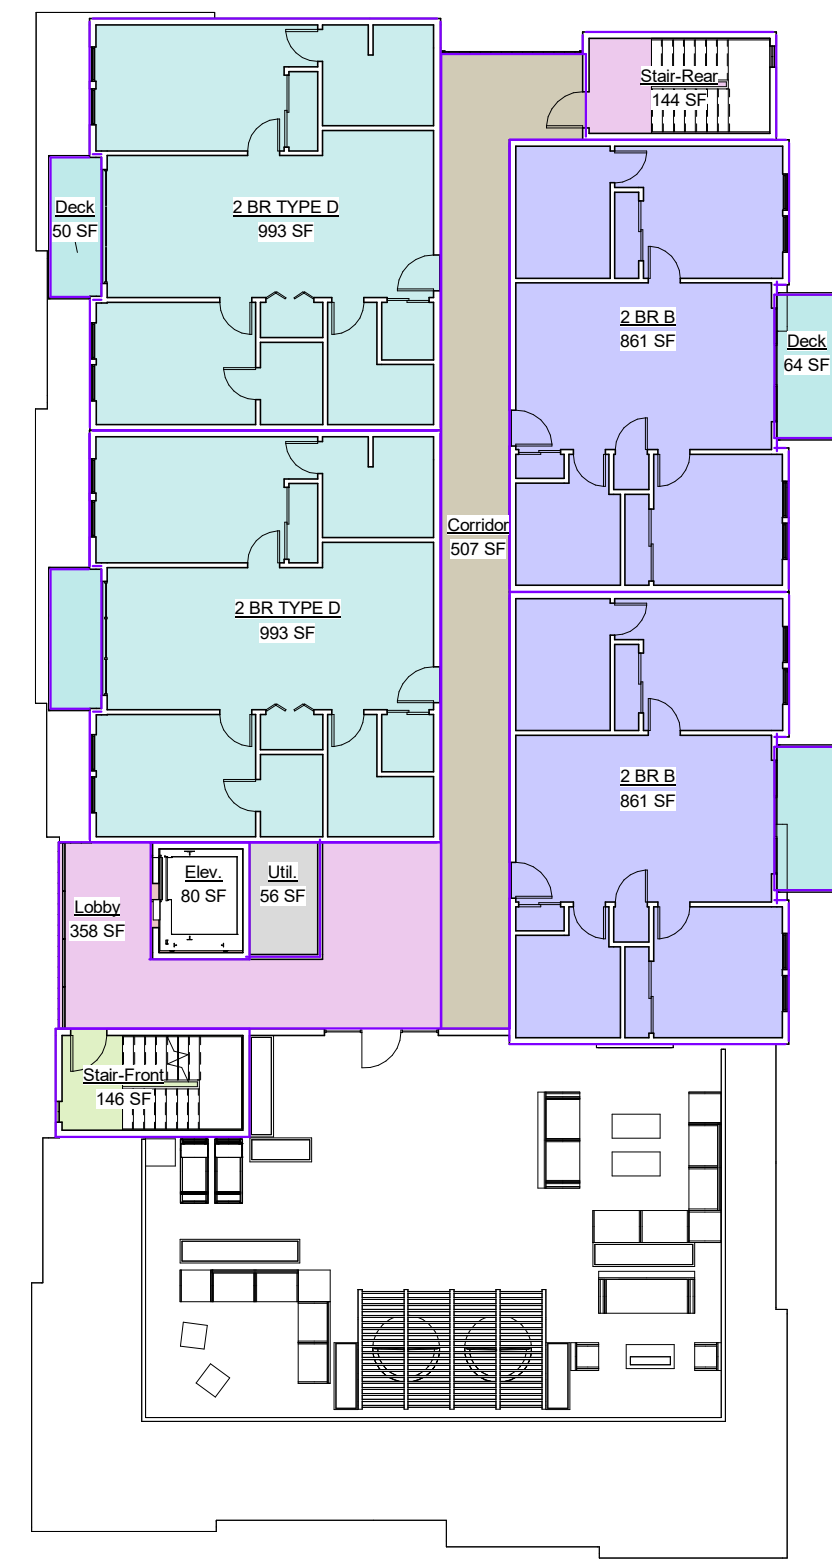 Stair-Rear
144 SF
Deck
50 SF
2 BR TYPE D
993 SF
2 BR B
861 SF
Deck
64 SF
Corridor
507 SF
2 BR TYPE D
993 SF
2 BR B
861 SF
Elev.
80 SF
Util.
56 SF
Lobby
358 SF
Stair-Front
146 SF